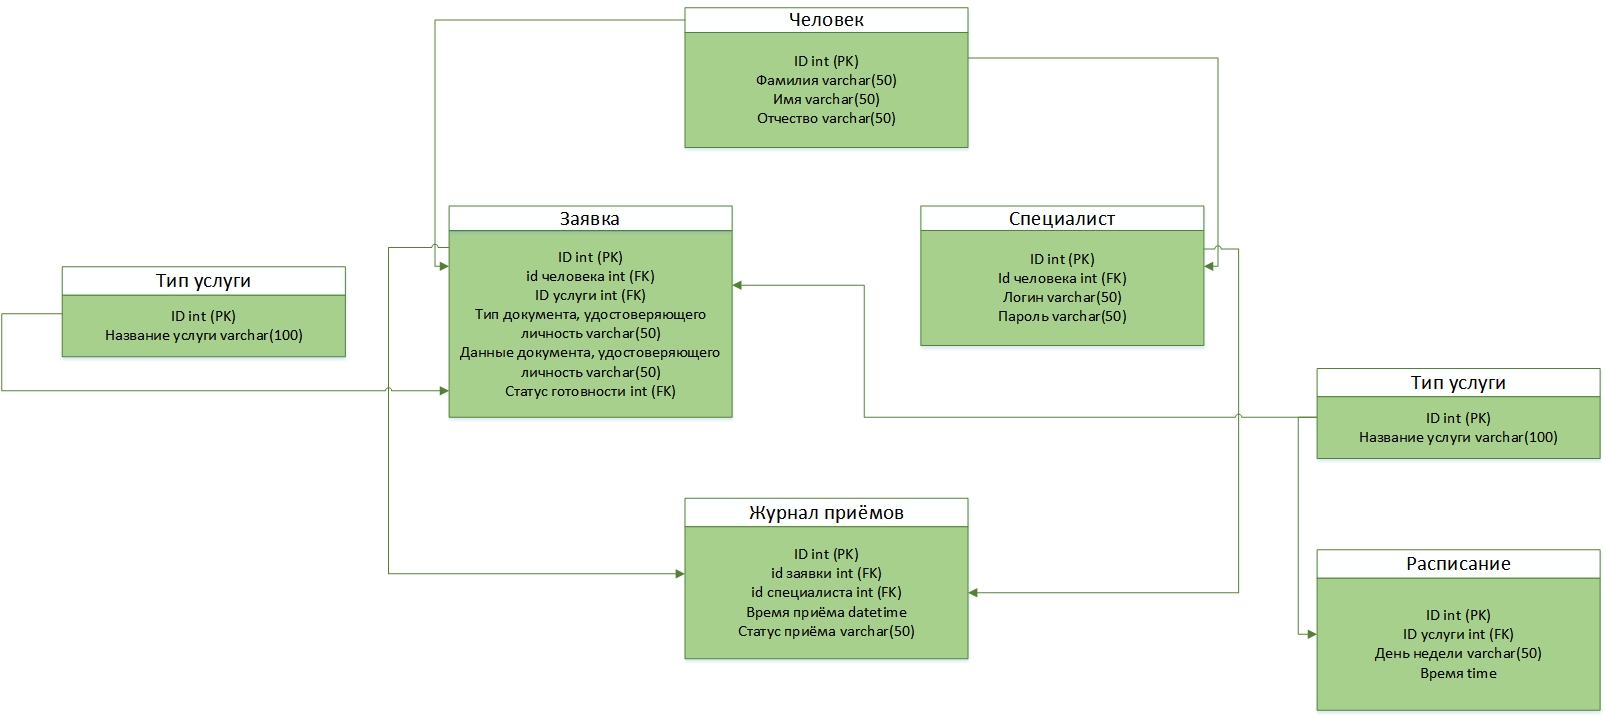 Человек
ID int (PK)
Фамилия varchar(50)
Имя varchar(50)
Отчество varchar(50)
Заявка
ID int (PK)
id человека int (FK)
ID услуги int (FK)
Тип документа, удостоверяющего
личность varchar(50)
Данные документа, удостоверяющего
личность varchar(50)
Статус готовности int (FK)
Специалист
ID int (PK)
Id человека int (FK)
Логин varchar(50)
Пароль varchar(50)
Тип услуги
ID int (PK)
Название услуги varchar(100)
Тип услуги
ID int (PK)
Название услуги varchar(100)
Журнал приёмов
ID int (PK)
id заявки int (FK)
id специалиста int (FK)
Время приёма datetime
Статус приёма varchar(50)
Расписание
ID int (PK)
ID услуги int (FK)
День недели varchar(50)
Время time